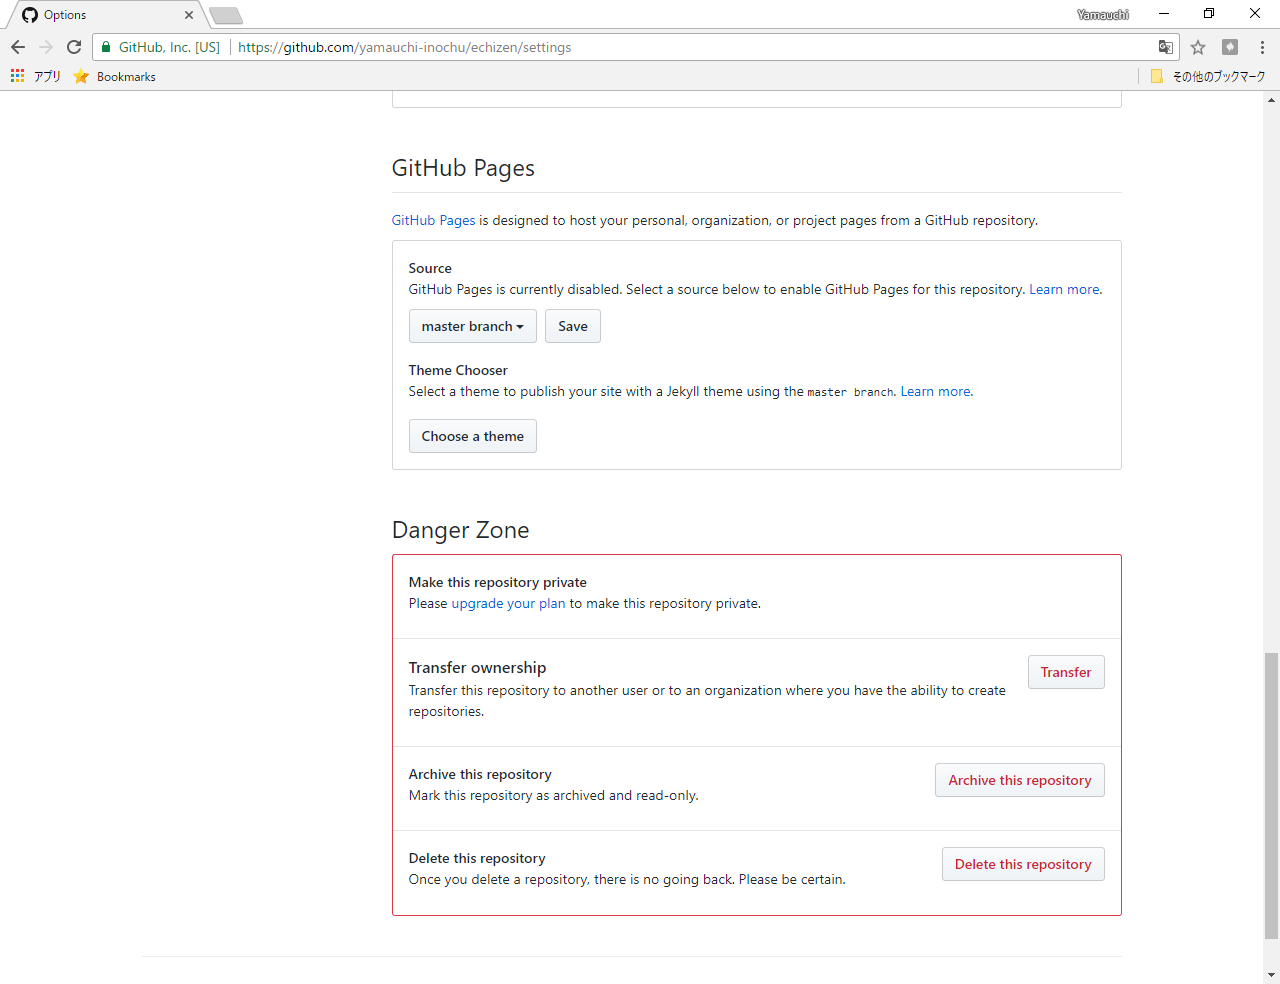 Options
Yamauchi
GitHub, Inc. [US]
https://github.com/yamauchi-inochu/echizen/settings
アプリ
Bookmarks
その他のブックマーク
GitHub Pages
GitHub Pages is designed to host your personal, organization, or project pages from a GitHub repository.
Source
GitHub Pages is currently disabled. Select a source below to enable GitHub Pages for this repository. Learn more.
master branch
Save
Theme Chooser
Select a theme to publish your site with a Jekyll theme using the master branch. Learn more.
Choose a theme
Danger Zone
Make this repository private
Please upgrade your plan to make this repository private.
Transfer ownership
Transfer
Transfer this repository to another user or to an organization where you have the ability to create
repositories.
Archive this repository
Archive this repository
Mark this repository as archived and read-only.
Delete this repository
Delete this repository
Once you delete a repository, there is no going back. Please be certain.